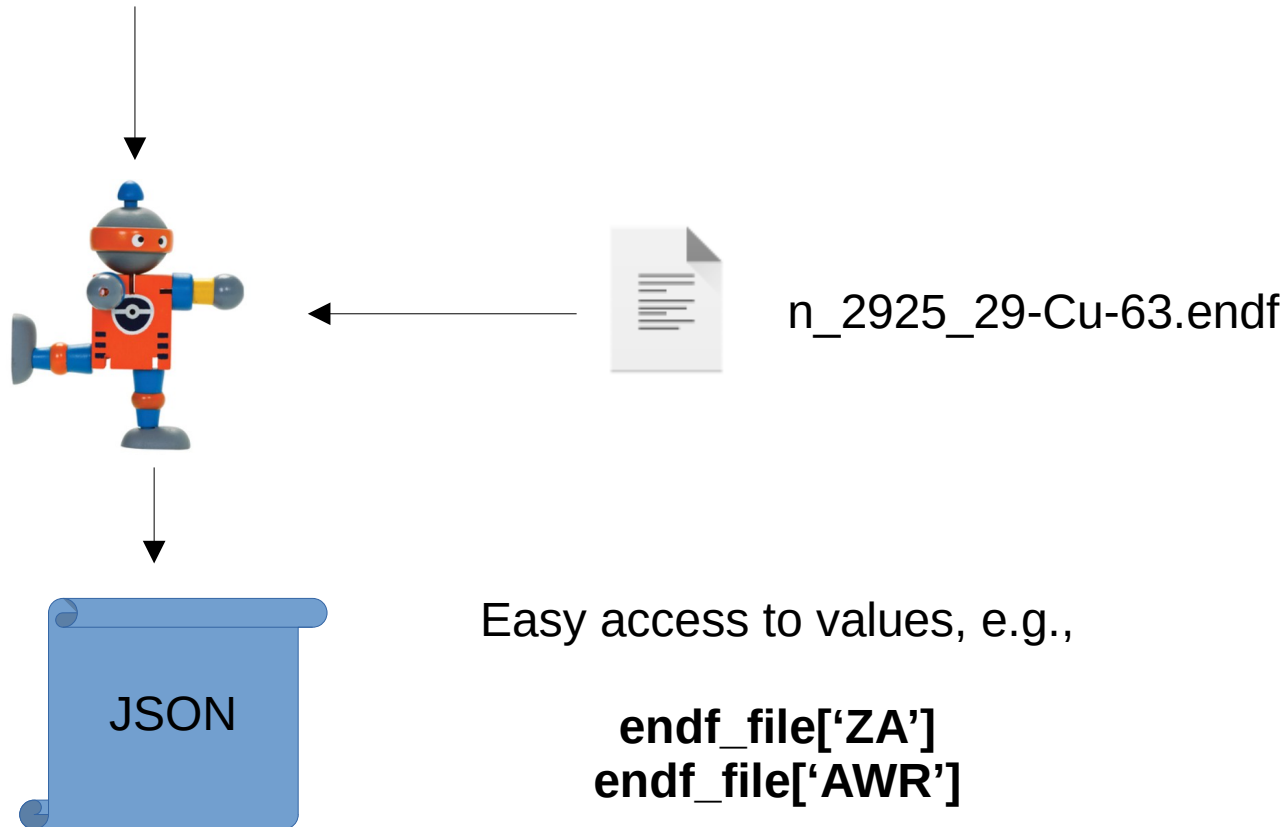 n_2925_29-Cu-63.endf
Easy access to values, e.g.,
JSON
endf_file[‘ZA’]
endf_file[‘AWR’]